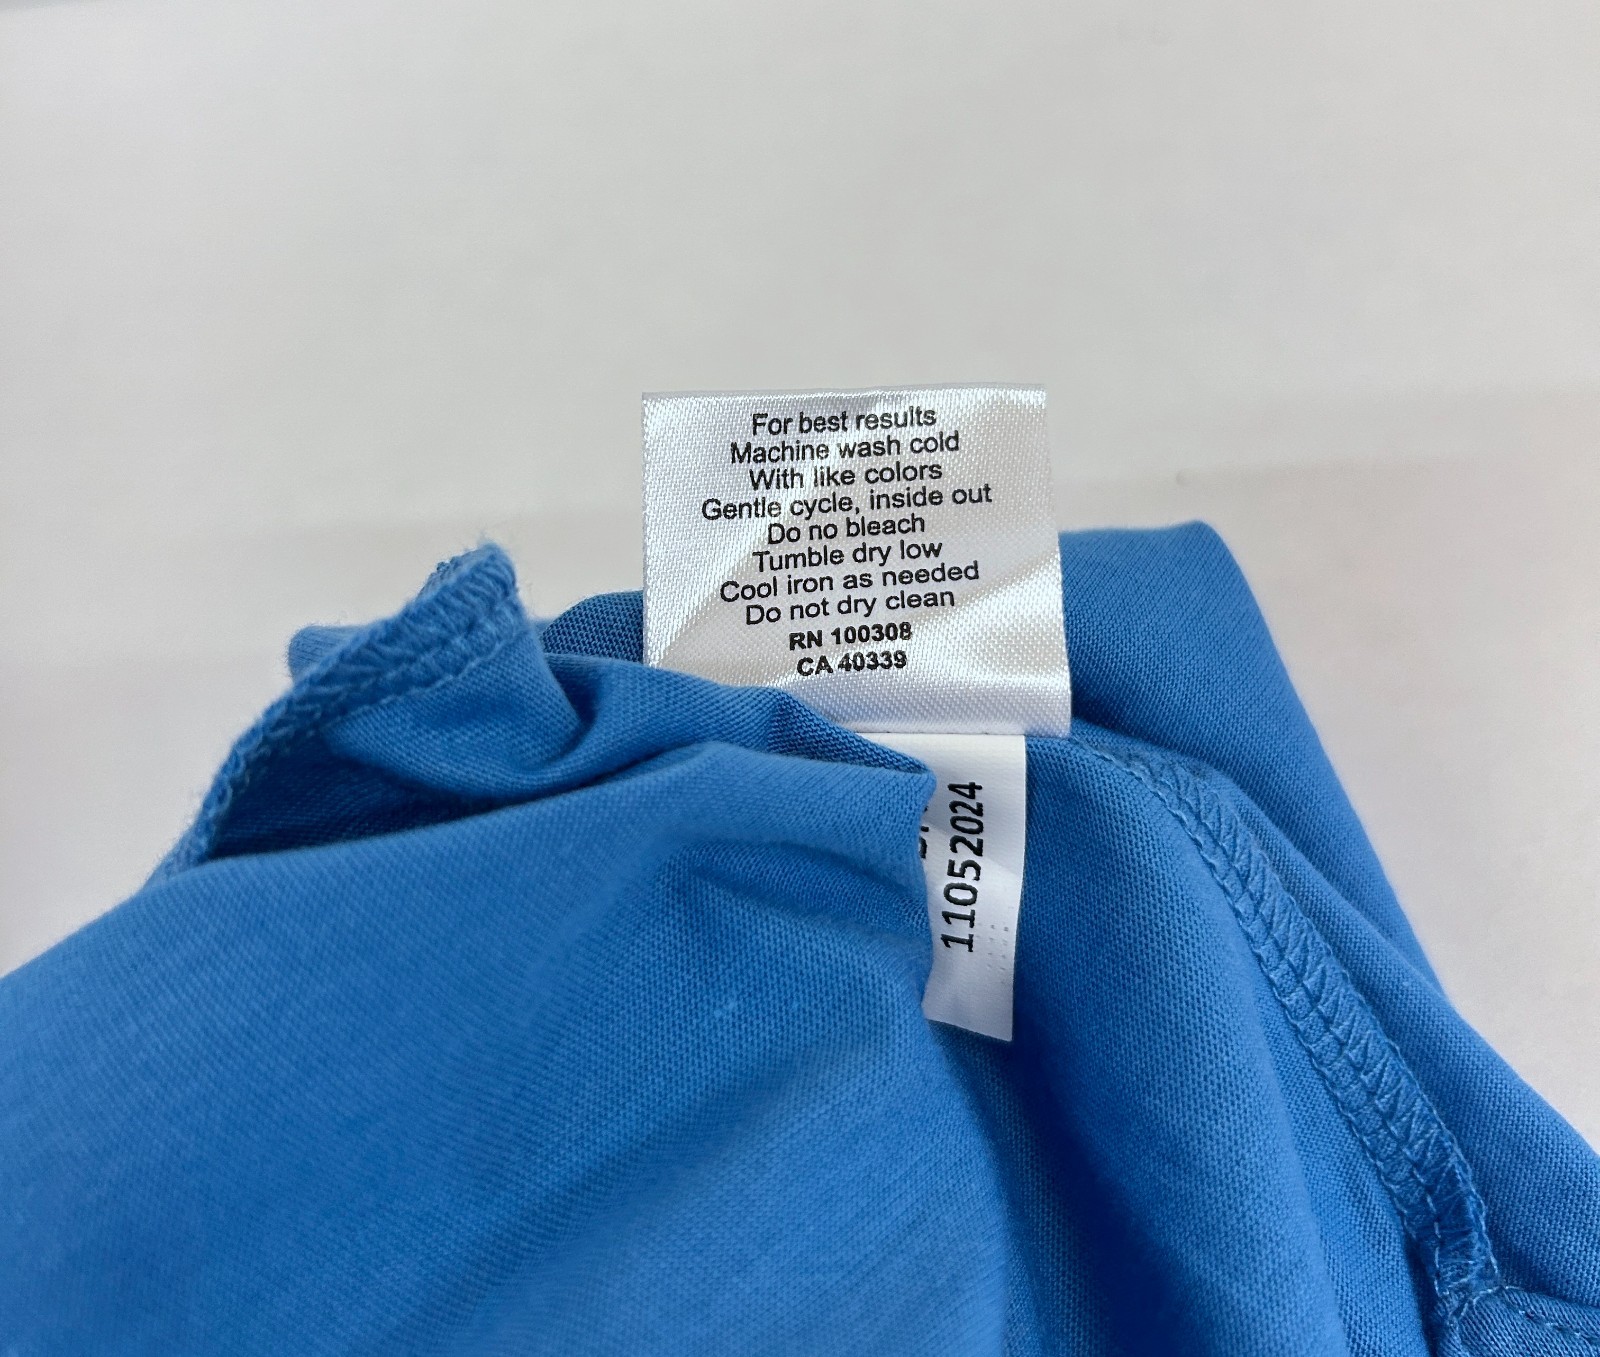 For best results
Machine wash cold
With like colors
Gentle cycle, inside out
Do no bleach
Tumble dry low
Cool iron as needed
Do not dry clean
RN 100308
CA 40339
11052024